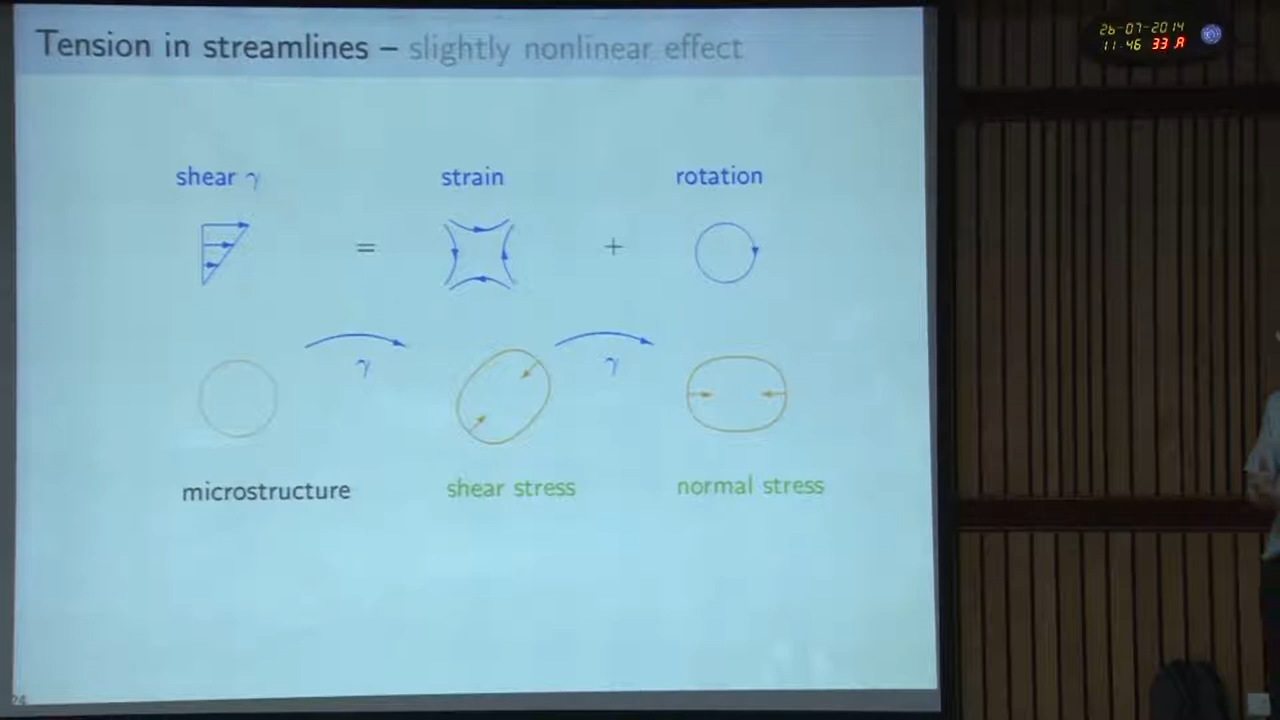 Tension in streamlines – slightly nonlinear effect
26-07-2014
11:46 33 A
shear γ
strain
rotation
=
+
γ
γ
microstructure
shear stress
normal stress
24